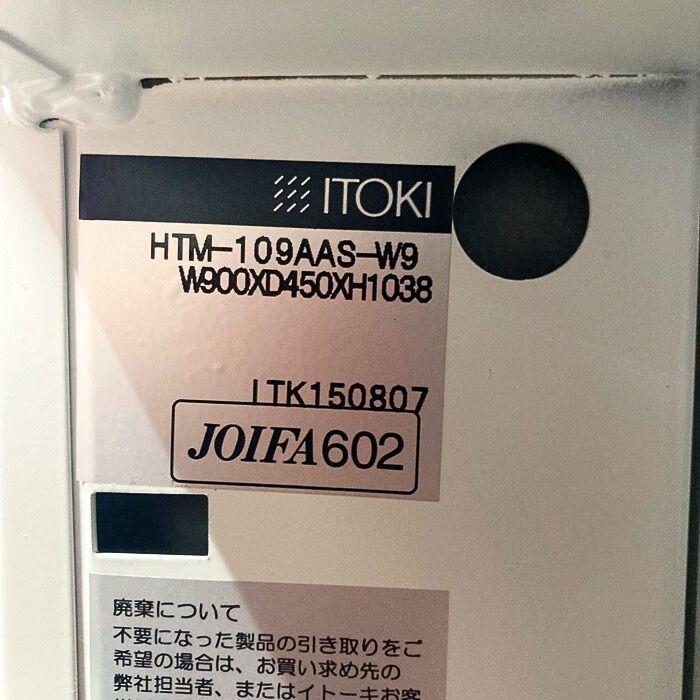 ITOKI
HTM-109AAS-W9
W900XD450XH1038
ITK150807
JOIFA602
廃棄について
不要になった製品の引き取りをご
希望の場合は、お買い求め先の
弊社担当者、またはイトーキお客